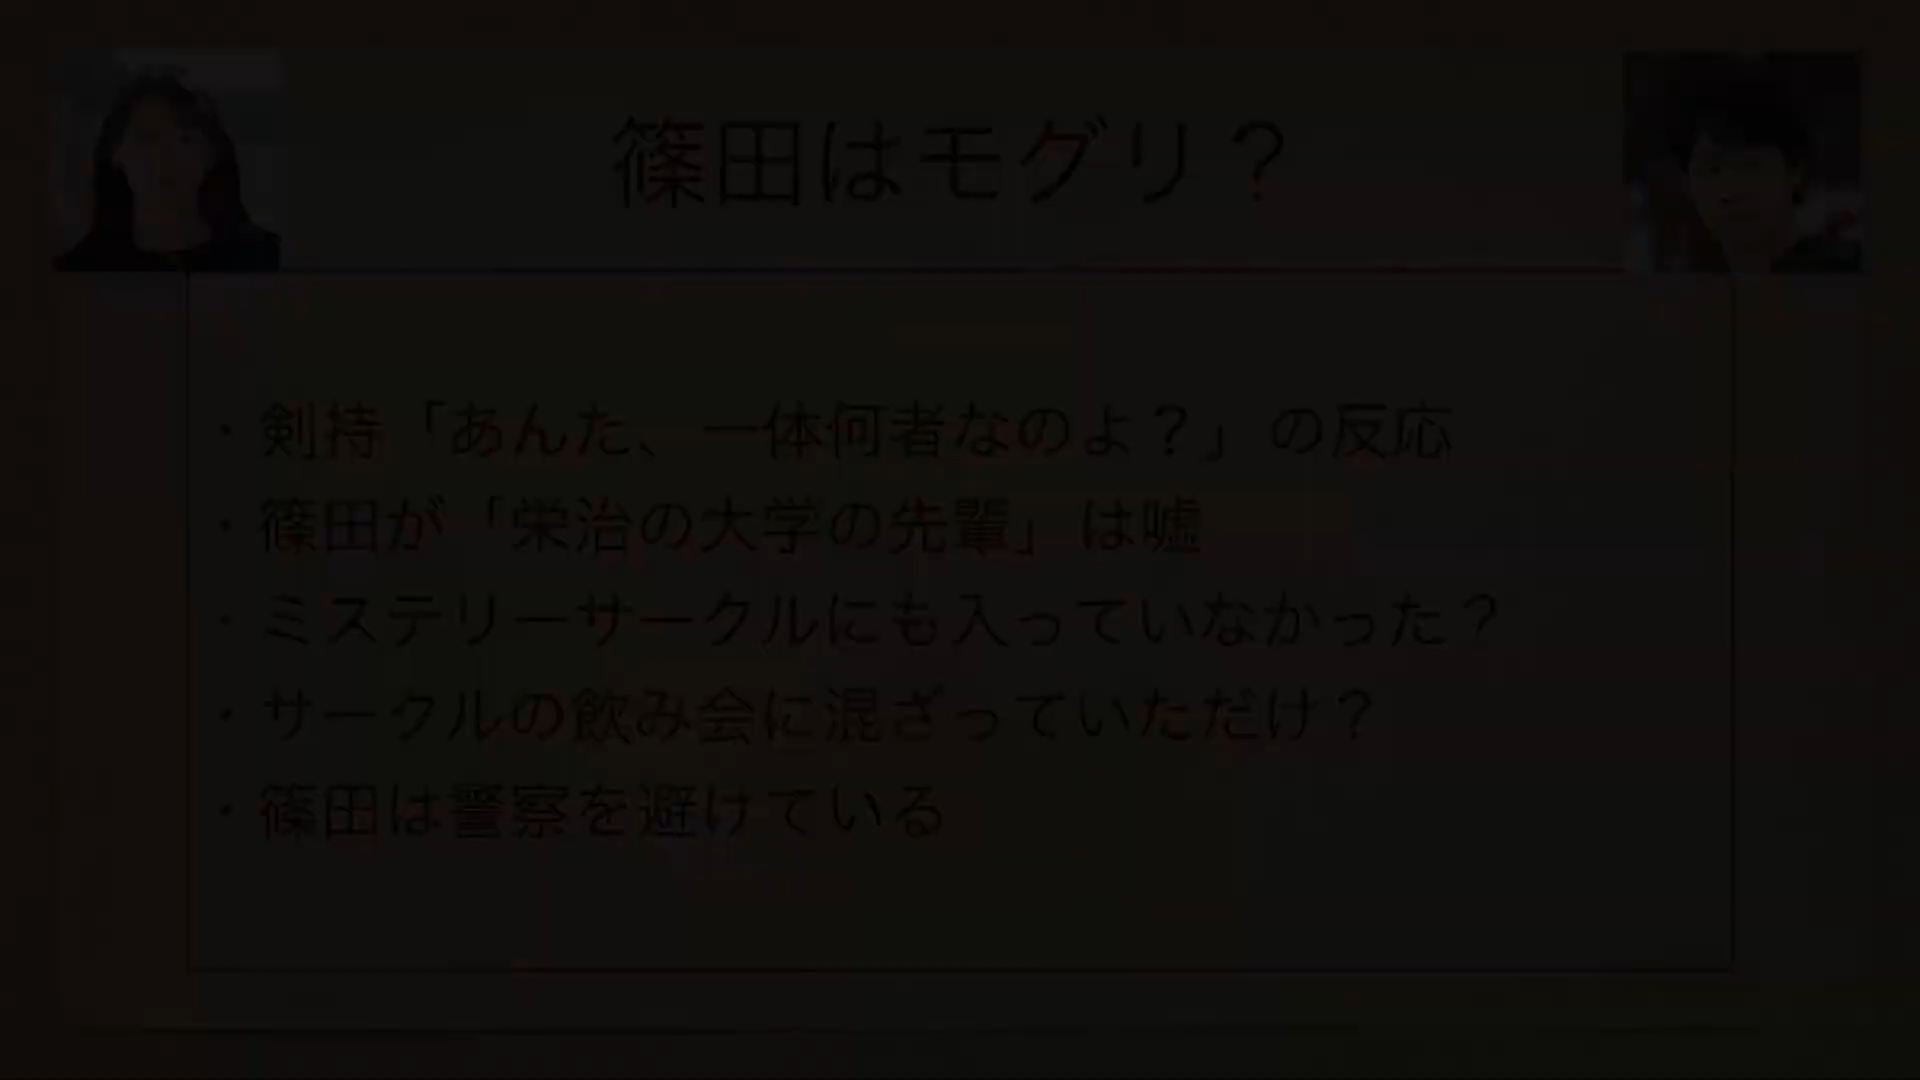 篠田はモグリ？
・剣持「あんた、一体何者なのよ？」の反応
・篠田が「栄治の大学の先輩」は嘘
・ミステリーサークルにも入っていなかった？
・サークルの飲み会に混ざっていただけ？
・篠田は警察を避けている